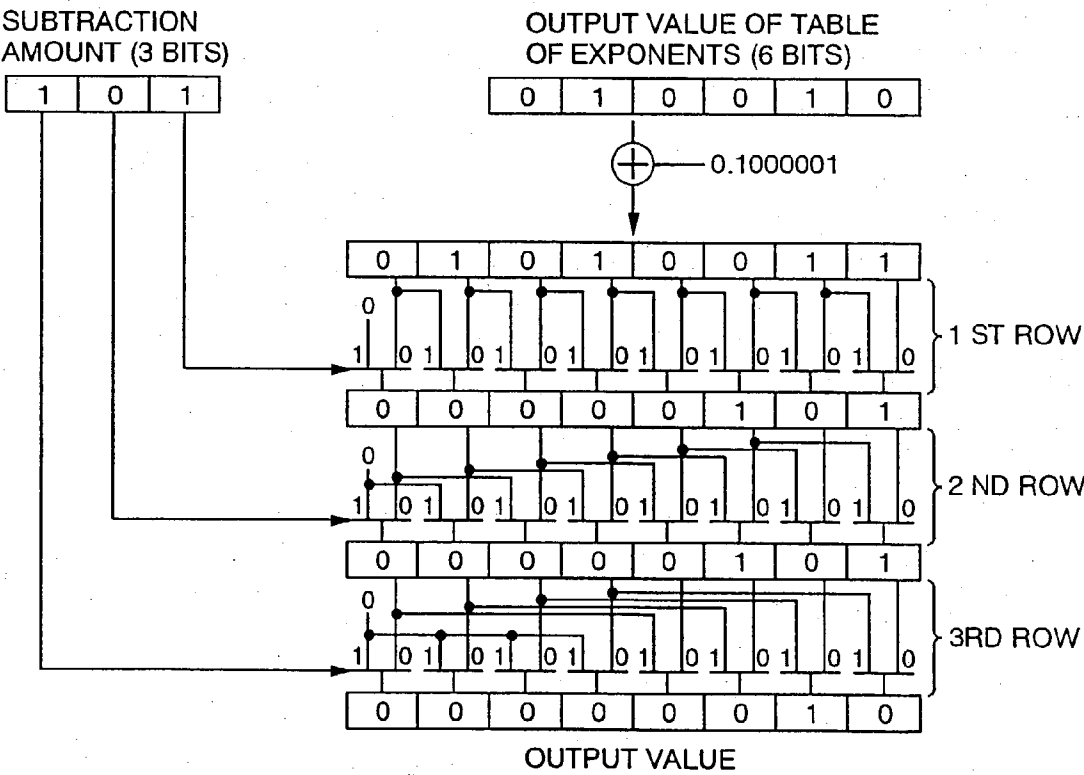 SUBTRACTION
AMOUNT (3 BITS)
1 0 1
OUTPUT VALUE OF TABLE
OF EXPONENTS (6 BITS)
0 1 0 0 1 0
0.1000001
0 1 0 1 0 0 1 1
0
1 0 1 0 1 0 1 0 1 0 1 0 1 0 1 0
1 ST ROW
0 0 0 0 0 1 0 1
0
1 0 1 0 1 0 1 0 1 0 1 0 1 0 1 0
2 ND ROW
0 0 0 0 0 1 0 1
0
1 0 1 0 1 0 1 0 1 0 1 0 1 0 1 0
3RD ROW
0 0 0 0 0 0 1 0
OUTPUT VALUE